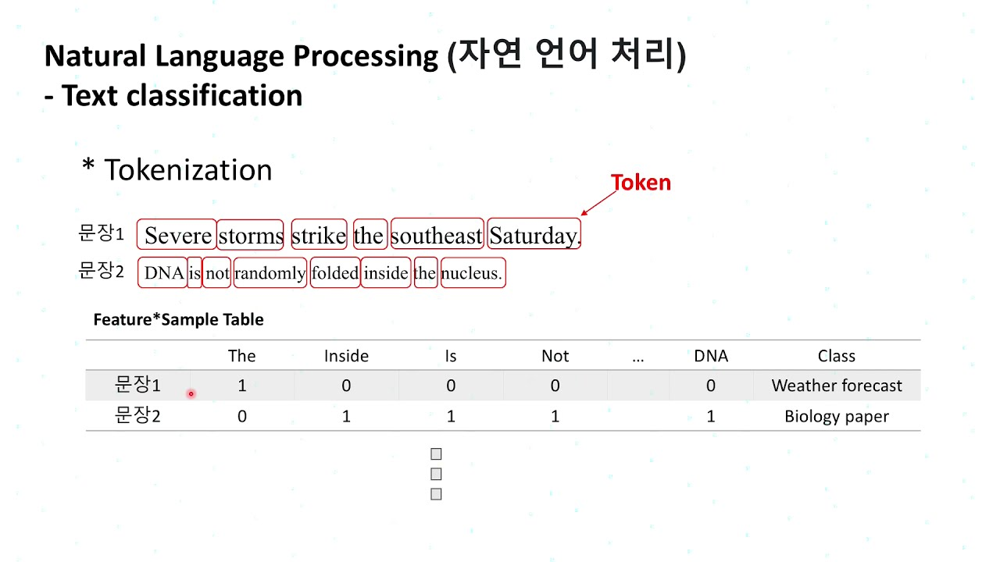 Natural Language Processing (자연 언어 처리)
- Text classification
* Tokenization
Token
문장1 Severe storms strike the southeast Saturday.
문장2 DNA is not randomly folded inside the nucleus.
Feature*Sample Table
The Inside Is Not ... DNA Class
문장1 1 0 0 0 0 Weather forecast
문장2 0 1 1 1 1 Biology paper